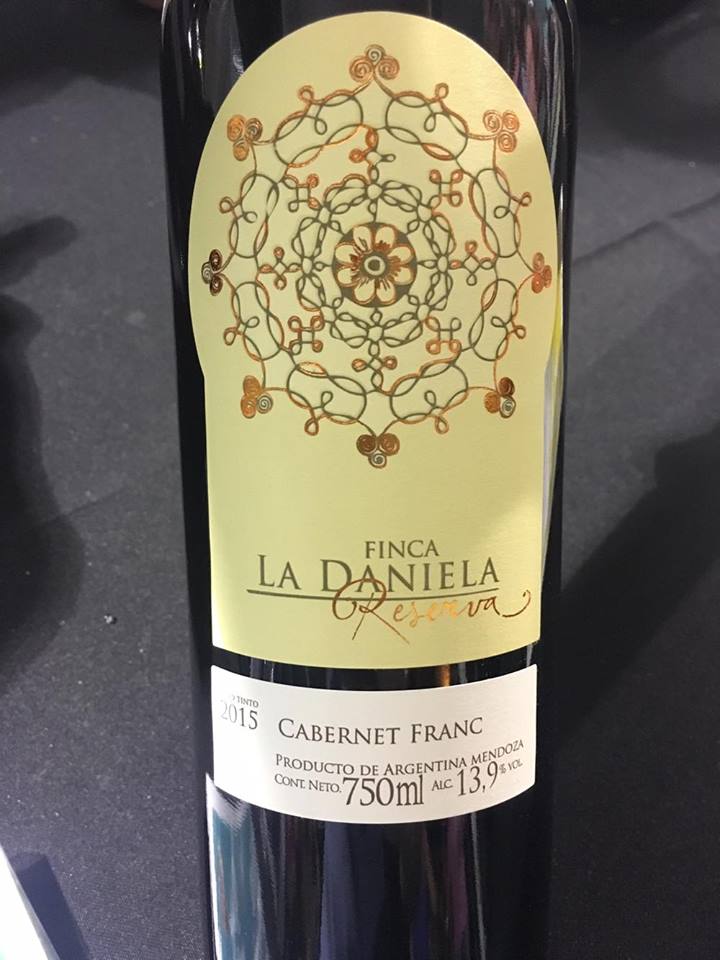 FINCA
LA DANIELA
Reserva
TINTO
2015
CABERNET FRANC
PRODUCTO DE ARGENTINA MENDOZA
CONT. NETO. 750ml ALC. 13,9% VOL.